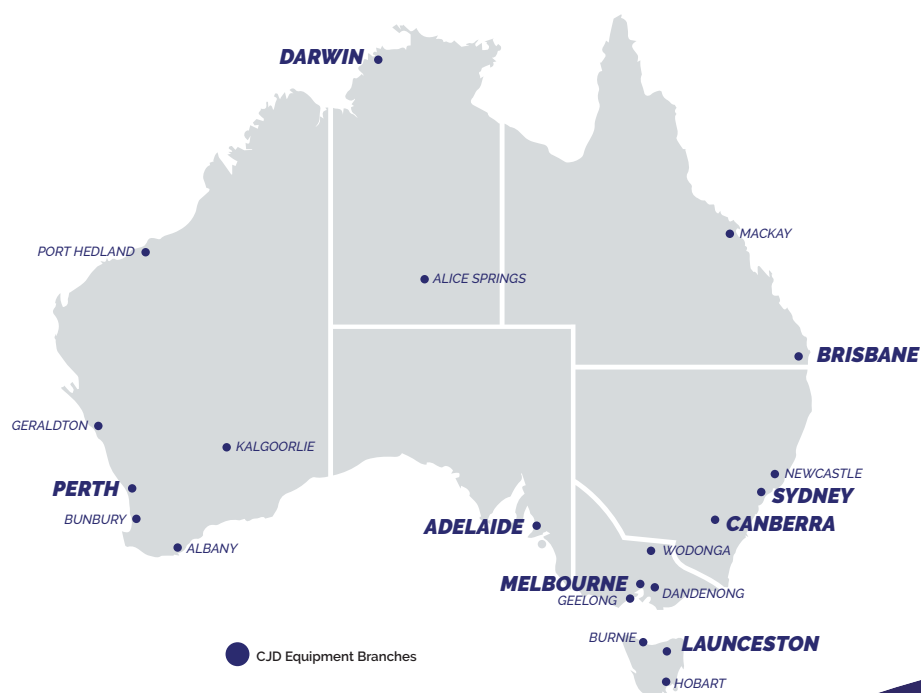 DARWIN
MACKAY
PORT HEDLAND
ALICE SPRINGS
BRISBANE
GERALDTON
KALGOORLIE
NEWCASTLE
PERTH
SYDNEY
BUNBURY
CANBERRA
ADELAIDE
ALBANY
WODONGA
MELBOURNE
DANDENONG
GEELONG
BURNIE
LAUNCESTON
CJD Equipment Branches
HOBART